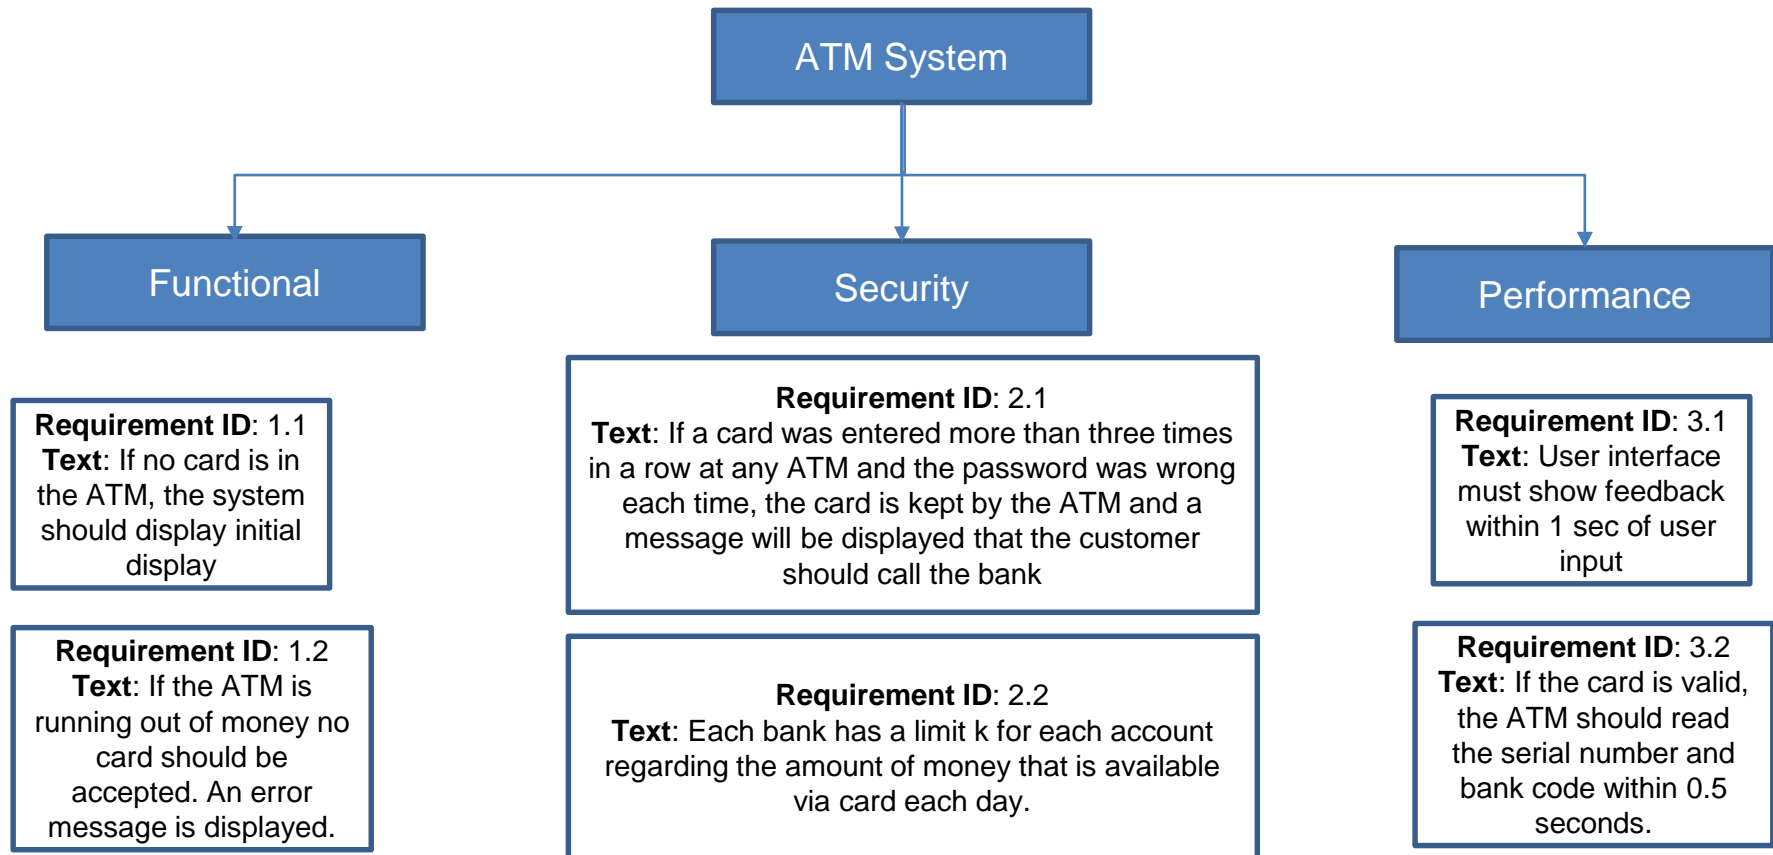 ATM System
Functional
Security
Performance
Requirement ID: 1.1
Text: If no card is in
the ATM, the system
should display initial
display
Requirement ID: 1.2
Text: If the ATM is
running out of money no
card should be
accepted. An error
message is displayed.
Requirement ID: 2.1
Text: If a card was entered more than three times
in a row at any ATM and the password was wrong
each time, the card is kept by the ATM and a
message will be displayed that the customer
should call the bank
Requirement ID: 2.2
Text: Each bank has a limit k for each account
regarding the amount of money that is available
via card each day.
Requirement ID: 3.1
Text: User interface
must show feedback
within 1 sec of user
input
Requirement ID: 3.2
Text: If the card is valid,
the ATM should read
the serial number and
bank code within 0.5
seconds.